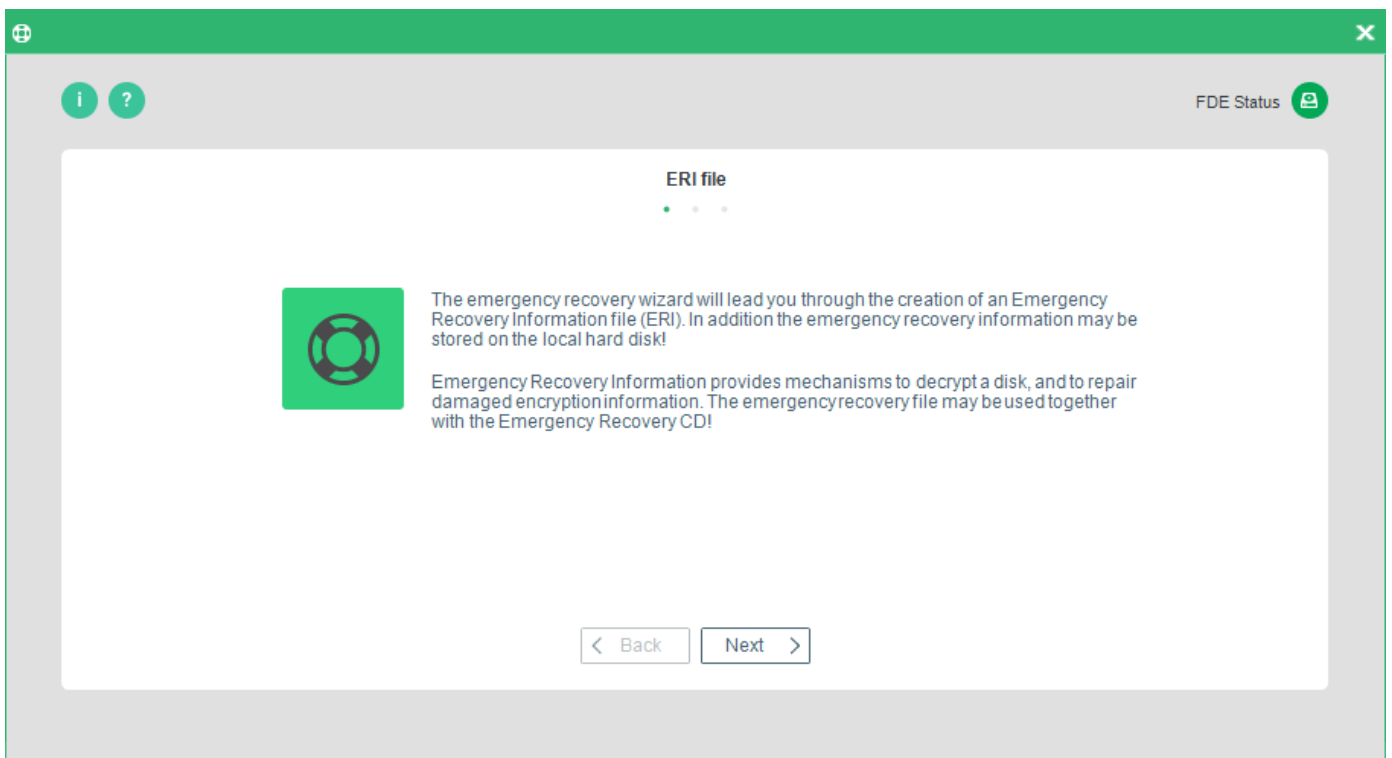 i ?
FDE Status
ERI file
The emergency recovery wizard will lead you through the creation of an Emergency
Recovery Information file (ERI). In addition the emergency recovery information may be
stored on the local hard disk!
Emergency Recovery Information provides mechanisms to decrypt a disk, and to repair
damaged encryption information. The emergency recovery file may be used together
with the Emergency Recovery CD!
Back Next